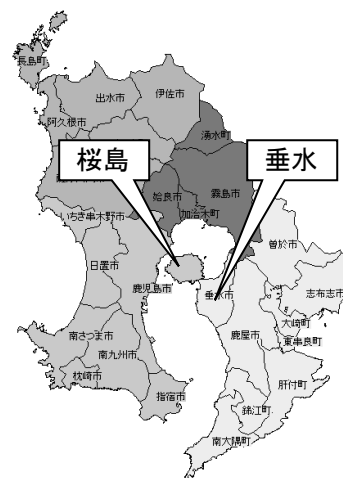 長島町
出水市
伊佐市
阿久根市
湧水町
桜島
垂水
姶良市
霧島市
加治木町
いちき串木野市
曽於市
日置市
鹿児島市
垂水市
志布志市
大崎町
東串良町
鹿屋市
南さつま市
南九州市
枕崎市
指宿市
肝付町
錦江町
南大隅町